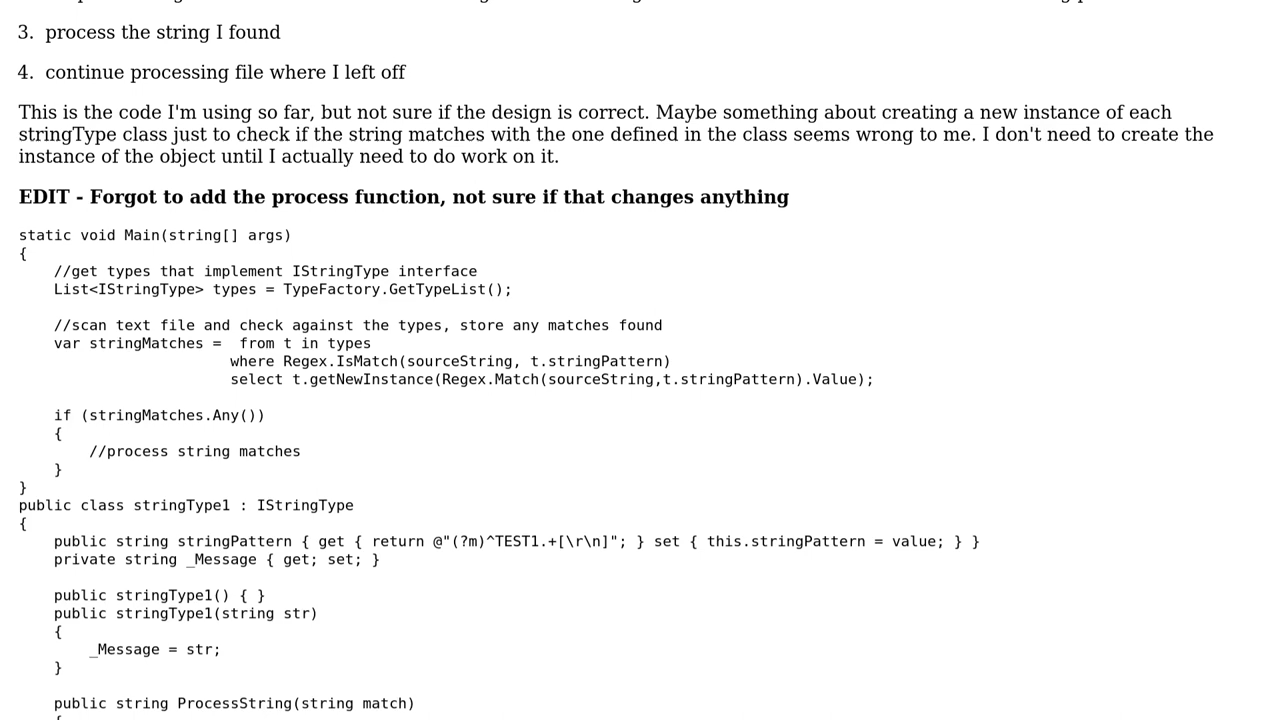 3. process the string I found
4. continue processing file where I left off
This is the code I'm using so far, but not sure if the design is correct. Maybe something about creating a new instance of each
stringType class just to check if the string matches with the one defined in the class seems wrong to me. I don't need to create the
instance of the object until I actually need to do work on it.
EDIT - Forgot to add the process function, not sure if that changes anything
static void Main(string[] args)
{
    //get types that implement IStringType interface
    List<IStringType> types = TypeFactory.GetTypeList();

    //scan text file and check against the types, store any matches found
    var stringMatches =  from t in types
                        where Regex.IsMatch(sourceString, t.stringPattern)
                        select t.getNewInstance(Regex.Match(sourceString,t.stringPattern).Value);

    if (stringMatches.Any())
    {
        //process string matches
    }
}
public class stringType1 : IStringType
{
    public string stringPattern { get { return @"(?m)^TEST1.+[\r\n]"; } set { this.stringPattern = value; } }
    private string _Message { get; set; }

    public stringType1() { }
    public stringType1(string str)
    {
        _Message = str;
    }

    public string ProcessString(string match)
    {